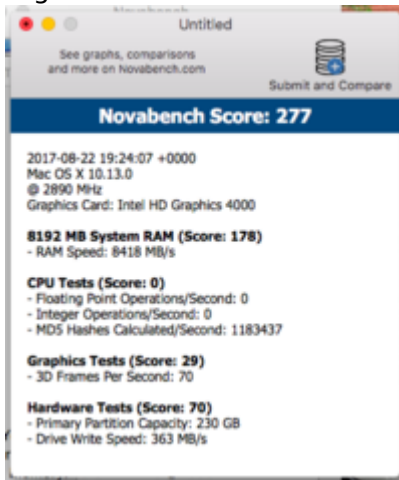 Untitled
See graphs, comparisons
and more on Novabench.com
Submit and Compare
Novabench Score: 277
2017-08-22 19:24:07 +0000
Mac OS X 10.13.0
@ 2890 MHz
Graphics Card: Intel HD Graphics 4000
8192 MB System RAM (Score: 178)
- RAM Speed: 8418 MB/s
CPU Tests (Score: 0)
- Floating Point Operations/Second: 0
- Integer Operations/Second: 0
- MD5 Hashes Calculated/Second: 1183437
Graphics Tests (Score: 29)
- 3D Frames Per Second: 70
Hardware Tests (Score: 70)
- Primary Partition Capacity: 230 GB
- Drive Write Speed: 363 MB/s